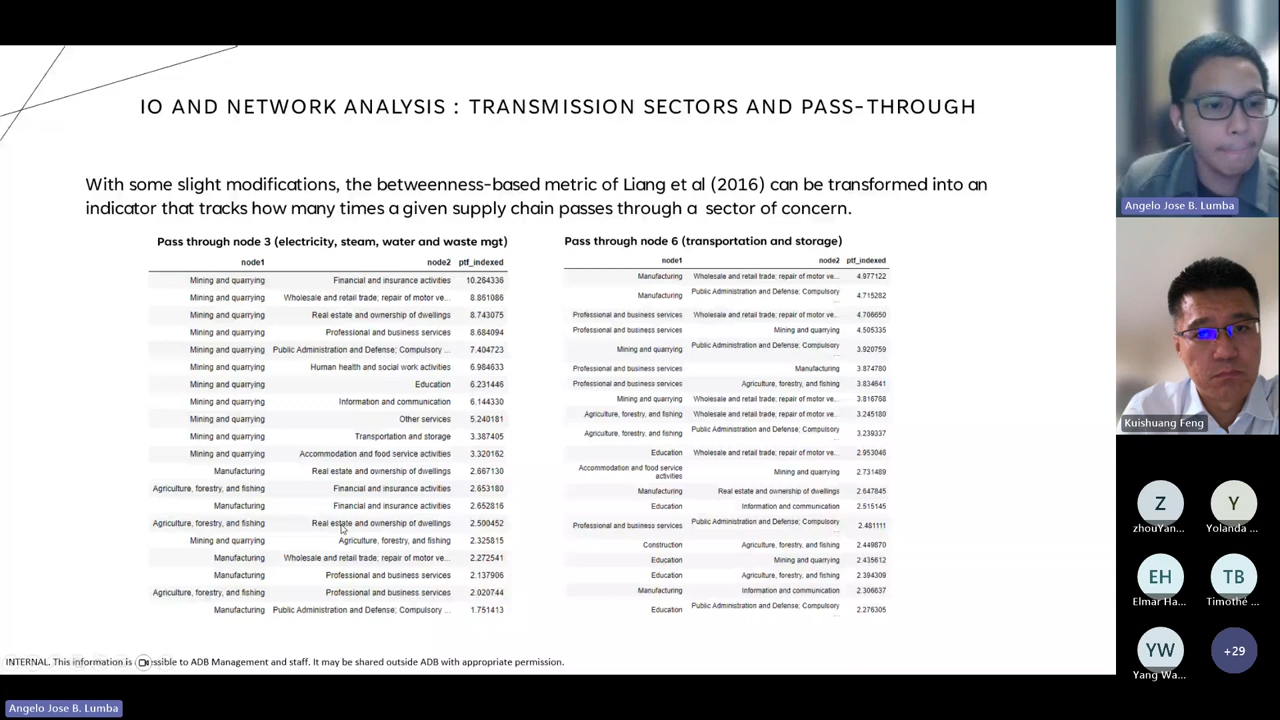 IO AND NETWORK ANALYSIS : TRANSMISSION SECTORS AND PASS-THROUGH
With some slight modifications, the betweenness-based metric of Liang et al (2016) can be transformed into an
indicator that tracks how many times a given supply chain passes through a sector of concern.
Pass through node 3 (electricity, steam, water and waste mgt)
node1 node2 ptf_indexed
Mining and quarrying Financial and insurance activities 10.264336
Mining and quarrying Wholesale and retail trade; repair of motor ve... 8.861086
Mining and quarrying Real estate and ownership of dwellings 8.743075
Mining and quarrying Professional and business services 8.684094
Mining and quarrying Public Administration and Defense; Compulsory ... 7.404723
Mining and quarrying Human health and social work activities 6.984633
Mining and quarrying Education 6.231446
Mining and quarrying Information and communication 6.144330
Mining and quarrying Other services 5.240181
Mining and quarrying Transportation and storage 3.387405
Mining and quarrying Accommodation and food service activities 3.320162
Manufacturing Real estate and ownership of dwellings 2.667130
Agriculture, forestry, and fishing Financial and insurance activities 2.653180
Manufacturing Financial and insurance activities 2.652816
Agriculture, forestry, and fishing Real estate and ownership of dwellings 2.500452
Mining and quarrying Agriculture, forestry, and fishing 2.325815
Manufacturing Wholesale and retail trade; repair of motor ve... 2.272541
Manufacturing Professional and business services 2.137906
Agriculture, forestry, and fishing Professional and business services 2.020744
Manufacturing Public Administration and Defense; Compulsory ... 1.751413
Pass through node 6 (transportation and storage)
node1 node2 ptf_indexed
Manufacturing Wholesale and retail trade; repair of motor ve... 4.977122
Manufacturing Public Administration and Defense; Compulsory ... 4.715282
Professional and business services Wholesale and retail trade; repair of motor ve... 4.706650
Professional and business services Mining and quarrying 4.505335
Mining and quarrying Public Administration and Defense; Compulsory ... 3.920759
Professional and business services Manufacturing 3.874780
Professional and business services Agriculture, forestry, and fishing 3.834641
Mining and quarrying Wholesale and retail trade; repair of motor ve... 3.816768
Agriculture, forestry, and fishing Wholesale and retail trade; repair of motor ve... 3.245180
Agriculture, forestry, and fishing Public Administration and Defense; Compulsory ... 3.239337
Education Wholesale and retail trade; repair of motor ve... 2.953046
Accommodation and food service activities Mining and quarrying 2.731489
Manufacturing Real estate and ownership of dwellings 2.647845
Education Information and communication 2.515145
Professional and business services Public Administration and Defense; Compulsory ... 2.481111
Construction Agriculture, forestry, and fishing 2.449870
Education Mining and quarrying 2.435612
Education Agriculture, forestry, and fishing 2.394309
Manufacturing Information and communication 2.306637
Education Public Administration and Defense; Compulsory ... 2.276305
INTERNAL. This information is accessible to ADB Management and staff. It may be shared outside ADB with appropriate permission.
Angelo Jose B. Lumba
Angelo Jose B. Lumba
Kuishuang Feng
Z
zhouYan...
Y
Yolanda ...
EH
Elmar Ha...
TB
Timothé ...
YW
Yang Wa...
+29